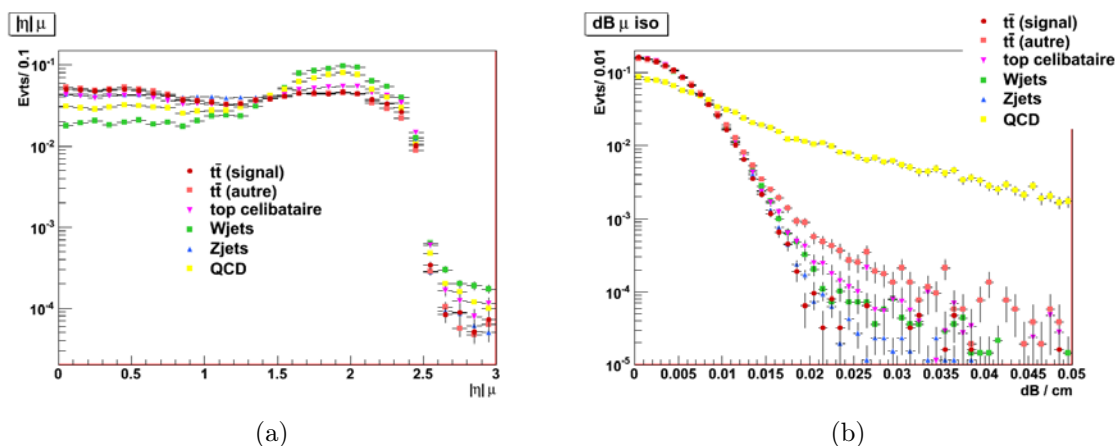 |η| μ
Evts/ 0.1
10⁻¹
10⁻²
10⁻³
10⁻⁴
tt̄ (signal)
tt̄ (autre)
top celibataire
Wjets
Zjets
QCD
0 0.5 1 1.5 2 2.5 3
|η| μ
(a)
dB μ iso
Evts/ 0.01
10⁻¹
10⁻²
10⁻³
10⁻⁴
10⁻⁵
tt̄ (signal)
tt̄ (autre)
top celibataire
Wjets
Zjets
QCD
0 0.005 0.01 0.015 0.02 0.025 0.03 0.035 0.04 0.045 0.05
dB / cm
(b)